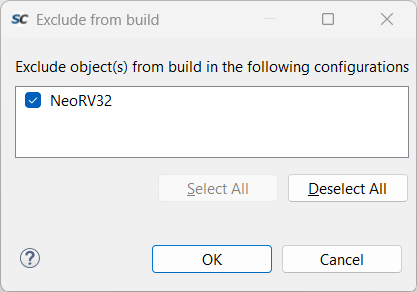 SC Exclude from build
Exclude object(s) from build in the following configurations
NeoRV32
Select All
Deselect All
?
OK
Cancel